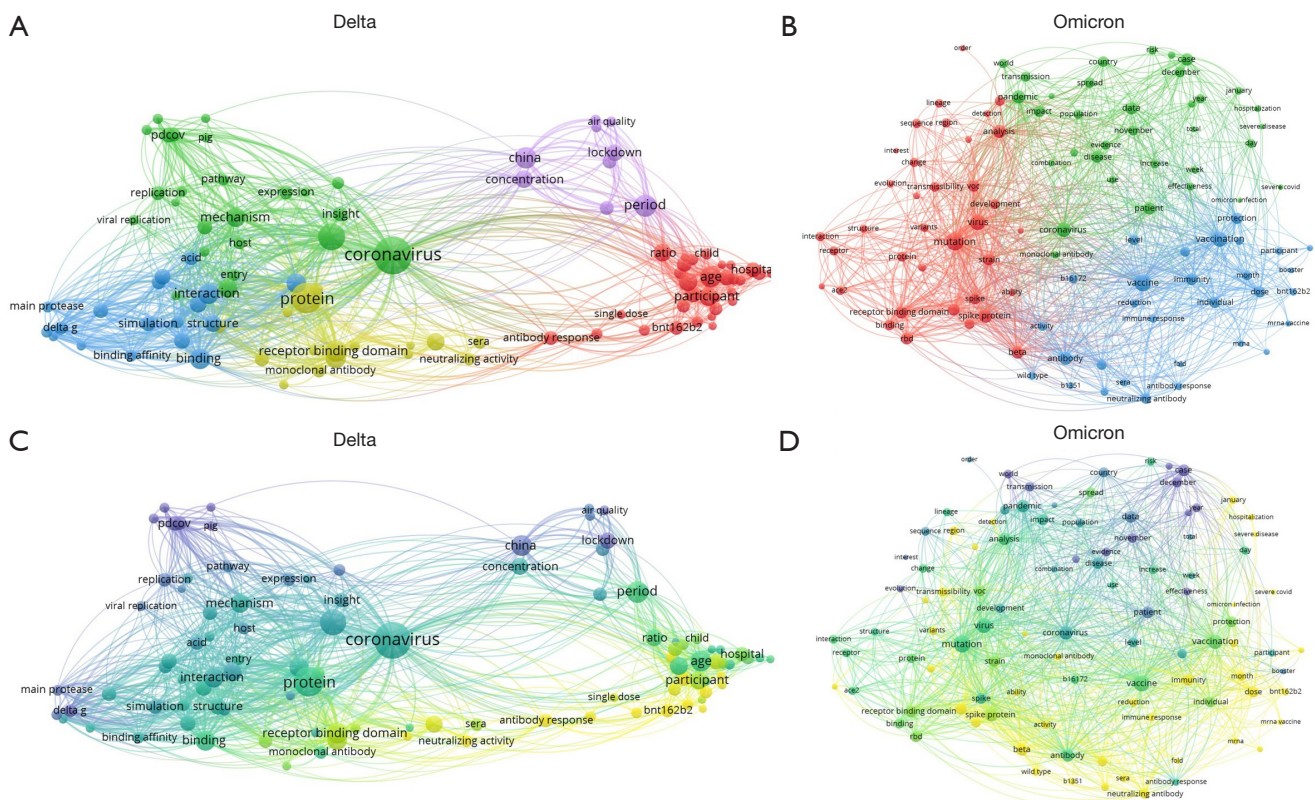 A
Delta
pdcov
pig
pathway
replication
expression
viral replication
mechanism
insight
host
acid
coronavirus
entry
interaction
protein
main protease
simulation
structure
delta g
binding affinity
binding
receptor binding domain
monoclonal antibody
sera
neutralizing activity
antibody response
single dose
bnt162b2
air quality
china
lockdown
concentration
period
ratio
child
age
hospital
participant
B
Omicron
order
world
transmission
country
risk
case
december
spread
pandemic
lineage
impact
population
data
year
january
hospitalization
sequence
region
detection
analysis
november
total
severe disease
evidence
disease
day
interest
change
combination
increase
week
evolution
transmissibility
voc
use
effectiveness
severe covid
development
omicron infection
patient
protection
virus
variants
structure
interaction
coronavirus
level
vaccination
mutation
receptor
protein
strain
monoclonal antibody
participant
b16172
vaccine
immunity
month
booster
ace2
ability
dose
bnt162b2
spike
reduction
individual
receptor binding domain
spike protein
immune response
binding
activity
mrna vaccine
rbd
mrna
beta
antibody
fold
wild type
b1351
sera
antibody response
neutralizing antibody
C
Delta
pdcov
pig
pathway
replication
expression
viral replication
mechanism
insight
host
acid
coronavirus
entry
interaction
protein
main protease
simulation
structure
delta g
binding affinity
binding
receptor binding domain
monoclonal antibody
sera
neutralizing activity
antibody response
single dose
bnt162b2
air quality
china
lockdown
concentration
period
ratio
child
age
hospital
participant
D
Omicron
order
world
transmission
country
risk
case
december
spread
pandemic
lineage
impact
population
data
year
january
hospitalization
sequence
region
detection
analysis
november
total
severe disease
evidence
disease
day
interest
change
combination
increase
week
evolution
transmissibility
voc
use
effectiveness
severe covid
development
omicron infection
patient
protection
virus
variants
structure
interaction
coronavirus
level
vaccination
mutation
receptor
protein
strain
monoclonal antibody
participant
b16172
vaccine
immunity
month
booster
ace2
ability
dose
bnt162b2
spike
reduction
individual
receptor binding domain
spike protein
immune response
binding
activity
mrna vaccine
rbd
mrna
beta
antibody
fold
wild type
b1351
sera
antibody response
neutralizing antibody